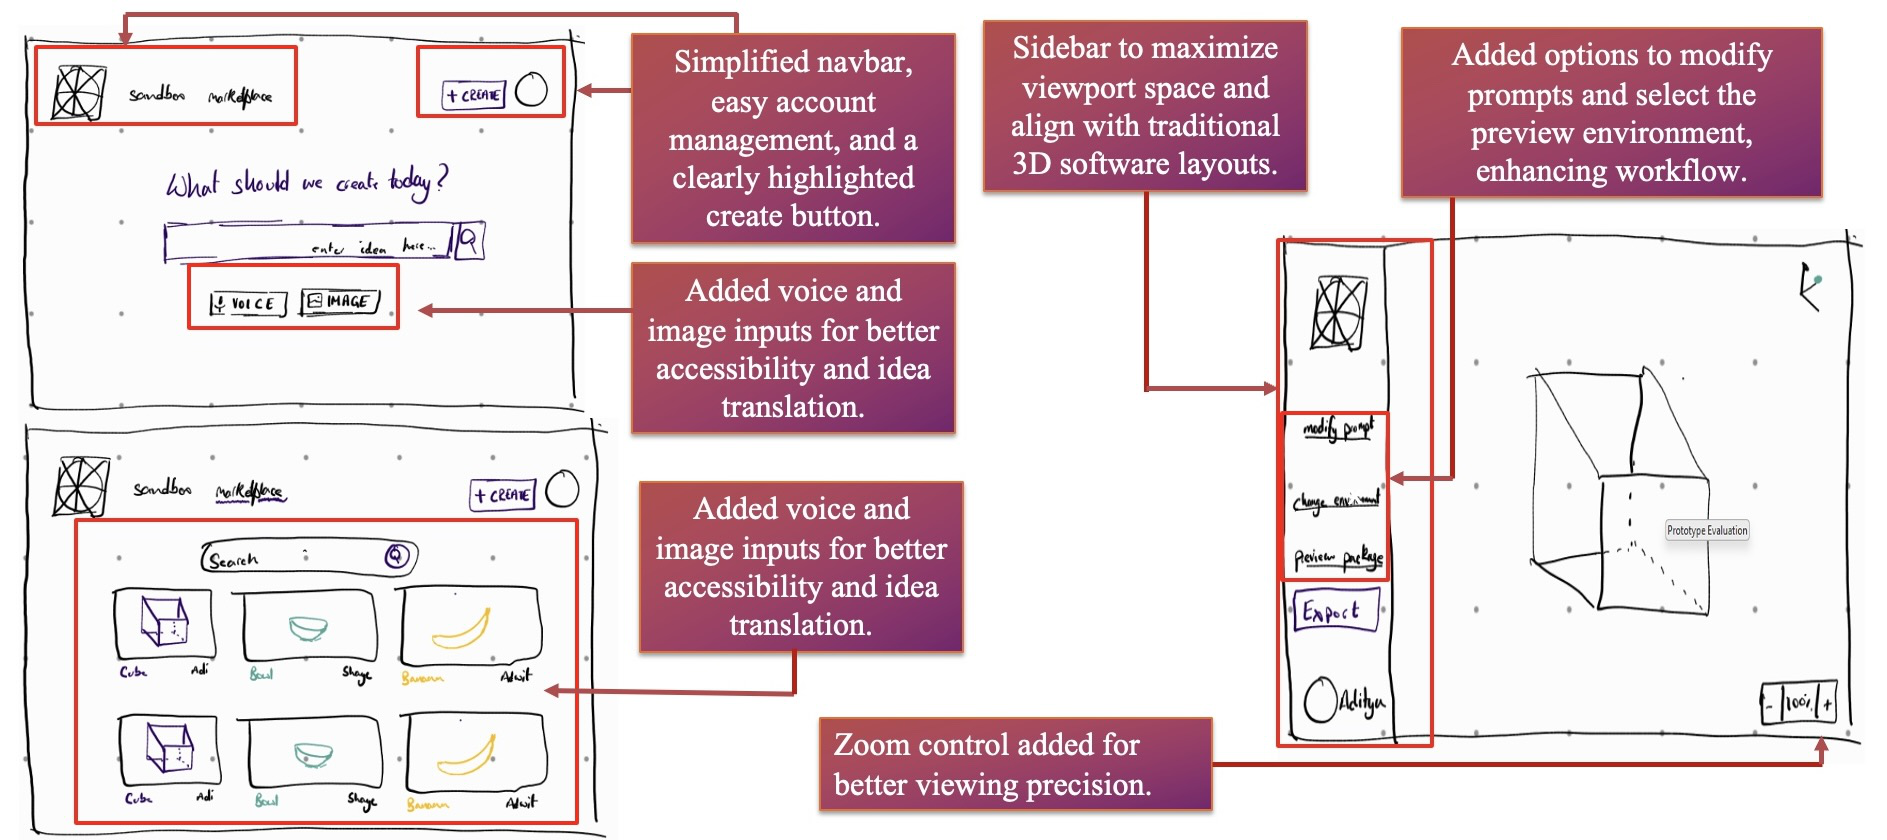 sandbox marketplace
+ CREATE
What should we create today?
enter idea here...
VOICE
IMAGE
Simplified navbar,
easy account
management, and a
clearly highlighted
create button.
Added voice and
image inputs for better
accessibility and idea
translation.
sandbox marketplace
+ CREATE
Search
Cube Adi
Bowl Shaye
Banana Adwit
Cube Adi
Bowl Shaye
Banana Adwit
Added voice and
image inputs for better
accessibility and idea
translation.
Sidebar to maximize
viewport space and
align with traditional
3D software layouts.
Added options to modify
prompts and select the
preview environment,
enhancing workflow.
modify prompt
change
preview package
Export
Aditya
Prototype Evaluation
- 100% +
Zoom control added for
better viewing precision.